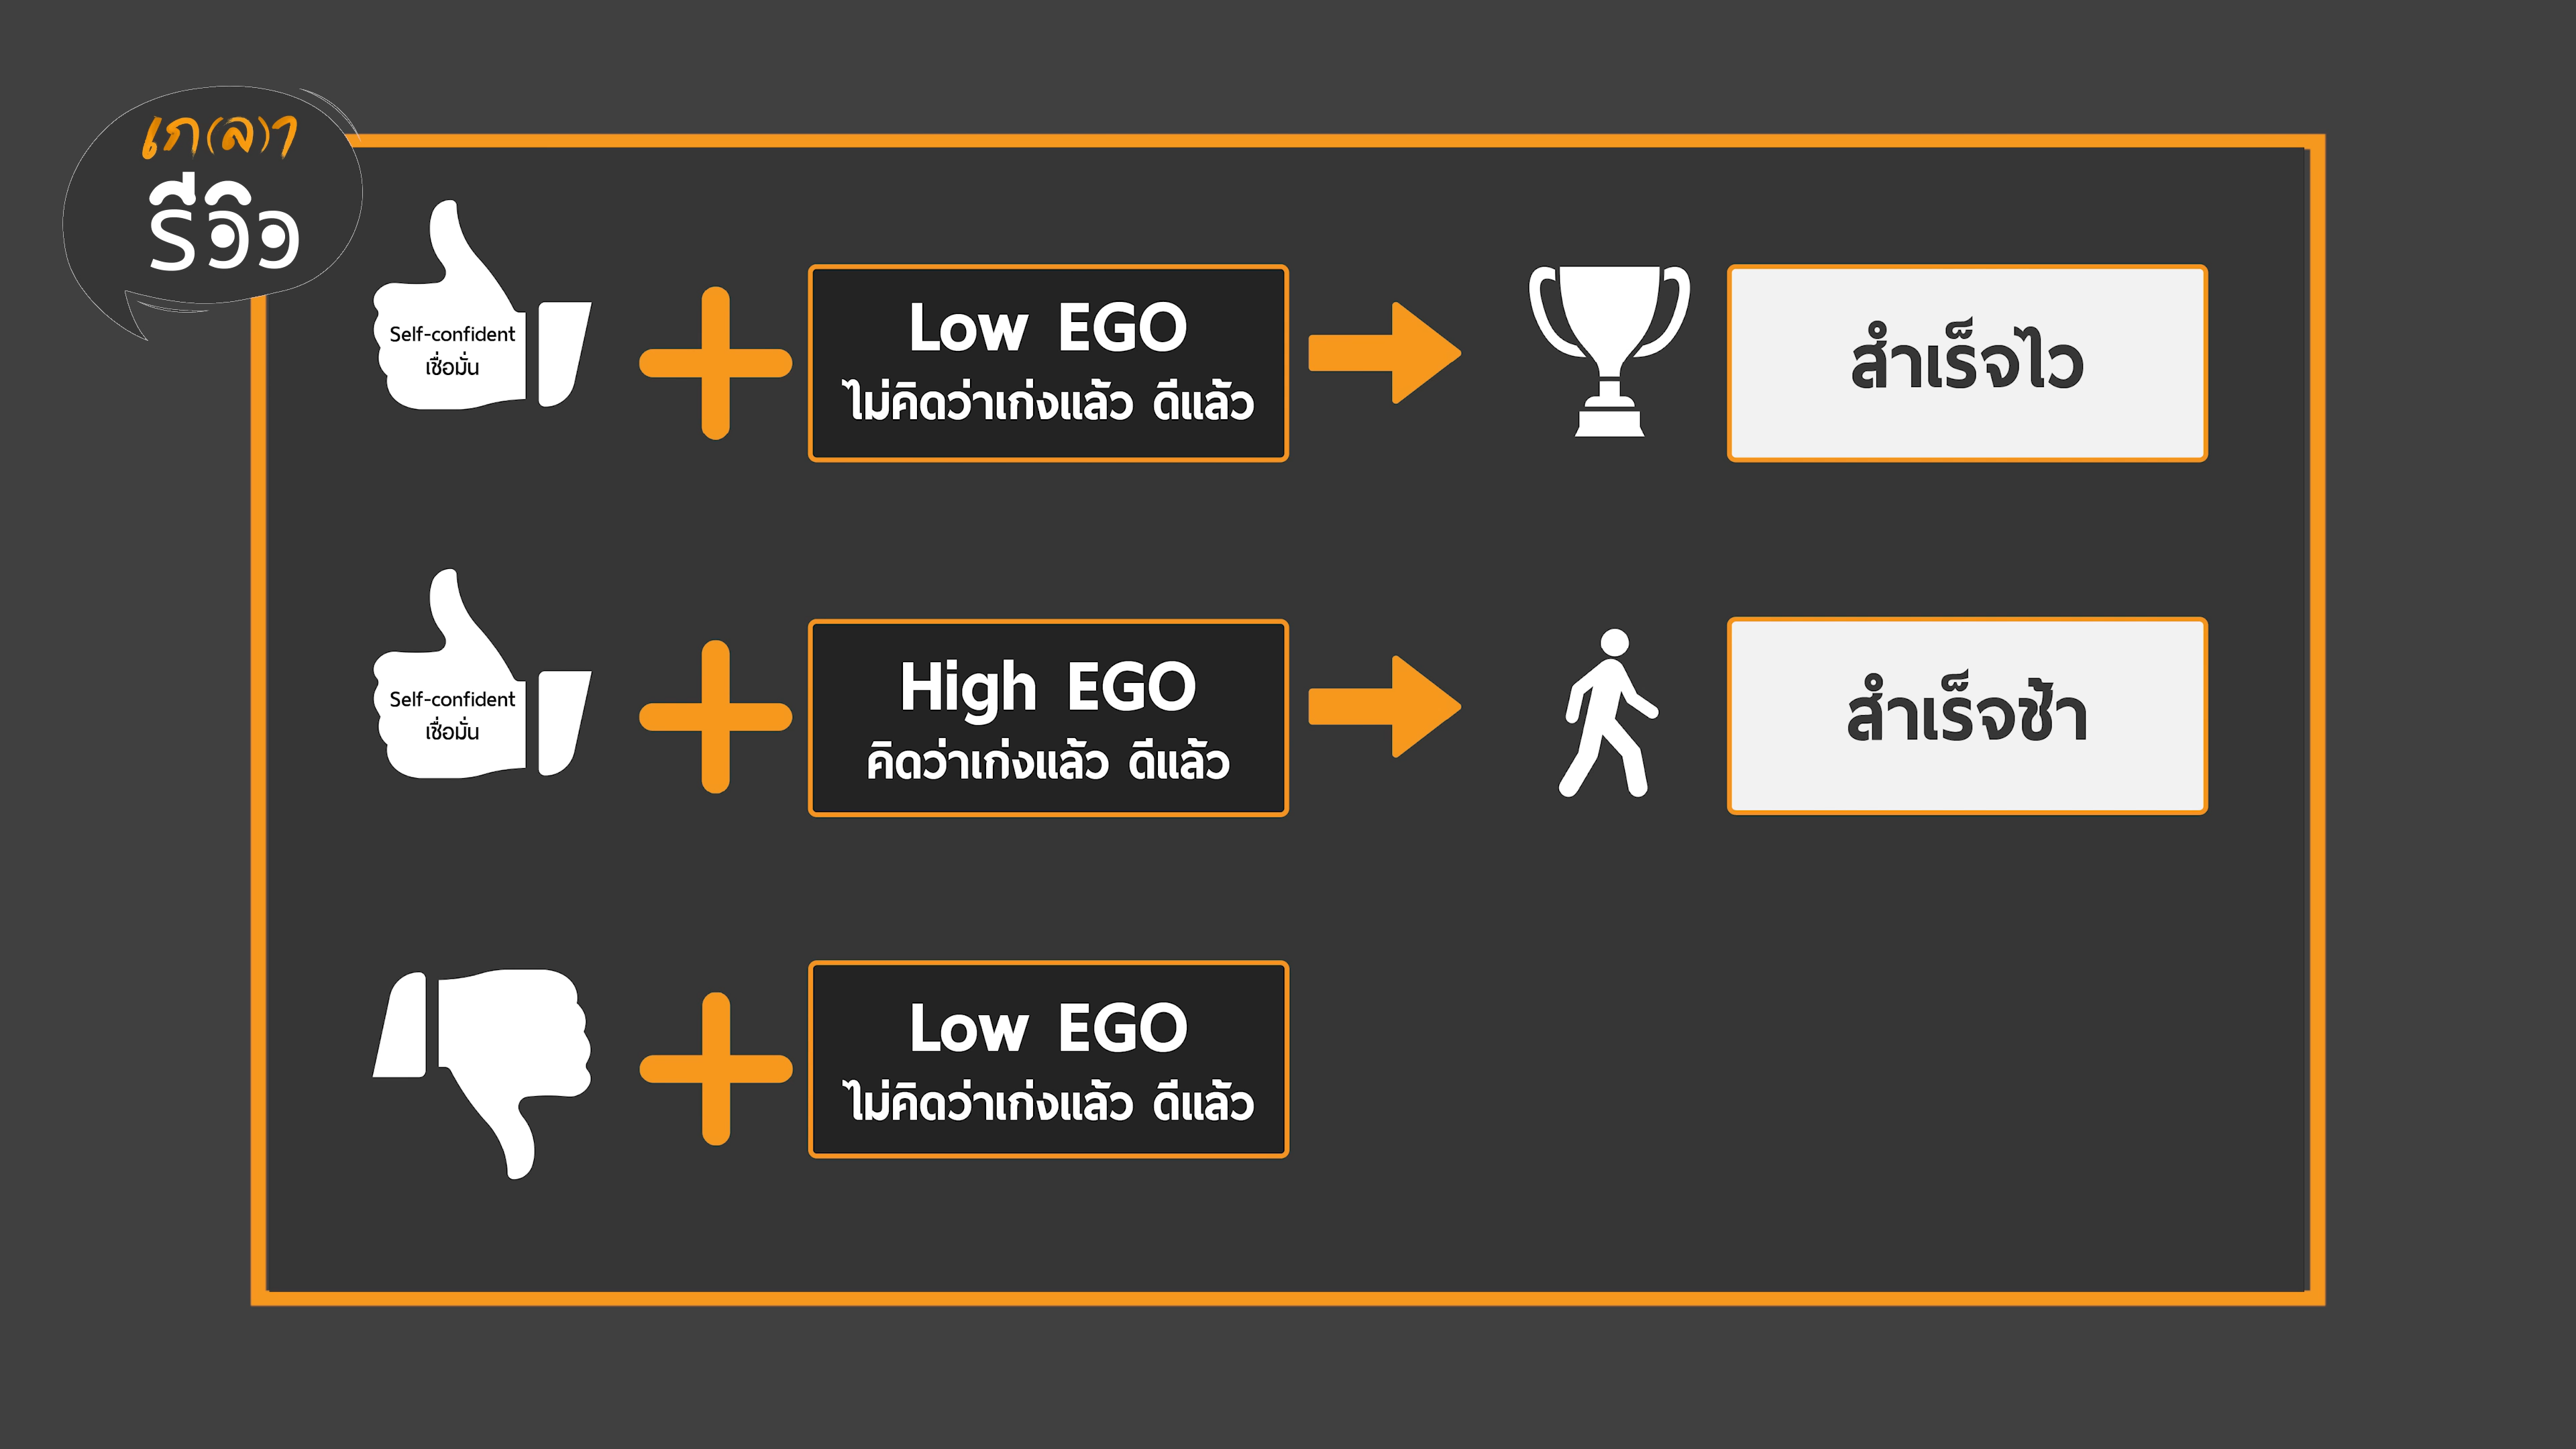 เกลา
รีวิว
Self-confident
เชื่อมั่น
Low EGO
ไม่คิดว่าเก่งแล้ว ดีแล้ว
สำเร็จไว
Self-confident
เชื่อมั่น
High EGO
คิดว่าเก่งแล้ว ดีแล้ว
สำเร็จช้า
Low EGO
ไม่คิดว่าเก่งแล้ว ดีแล้ว